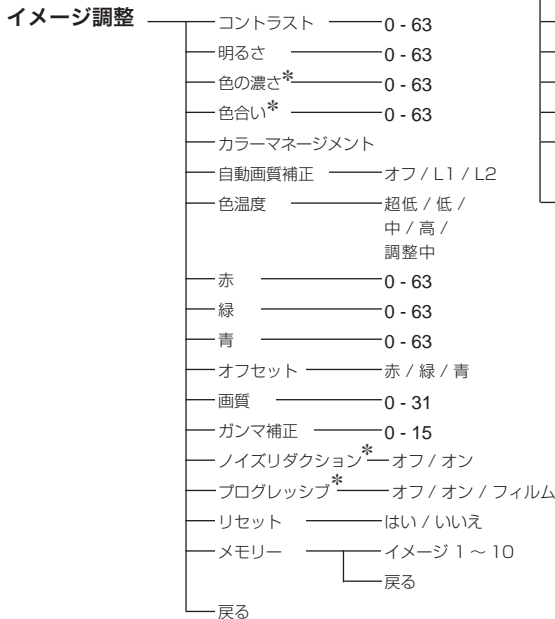 イメージ調整
コントラスト 0 - 63
明るさ 0 - 63
色の濃さ* 0 - 63
色合い* 0 - 63
カラーマネージメント
自動画質補正 オフ / L1 / L2
色温度 超低 / 低 /
中 / 高 /
調整中
赤 0 - 63
緑 0 - 63
青 0 - 63
オフセット 赤 / 緑 / 青
画質 0 - 31
ガンマ補正 0 - 15
ノイズリダクション* オフ / オン
プログレッシブ* オフ / オン / フィルム
リセット はい / いいえ
メモリー イメージ 1 〜 10
戻る
戻る